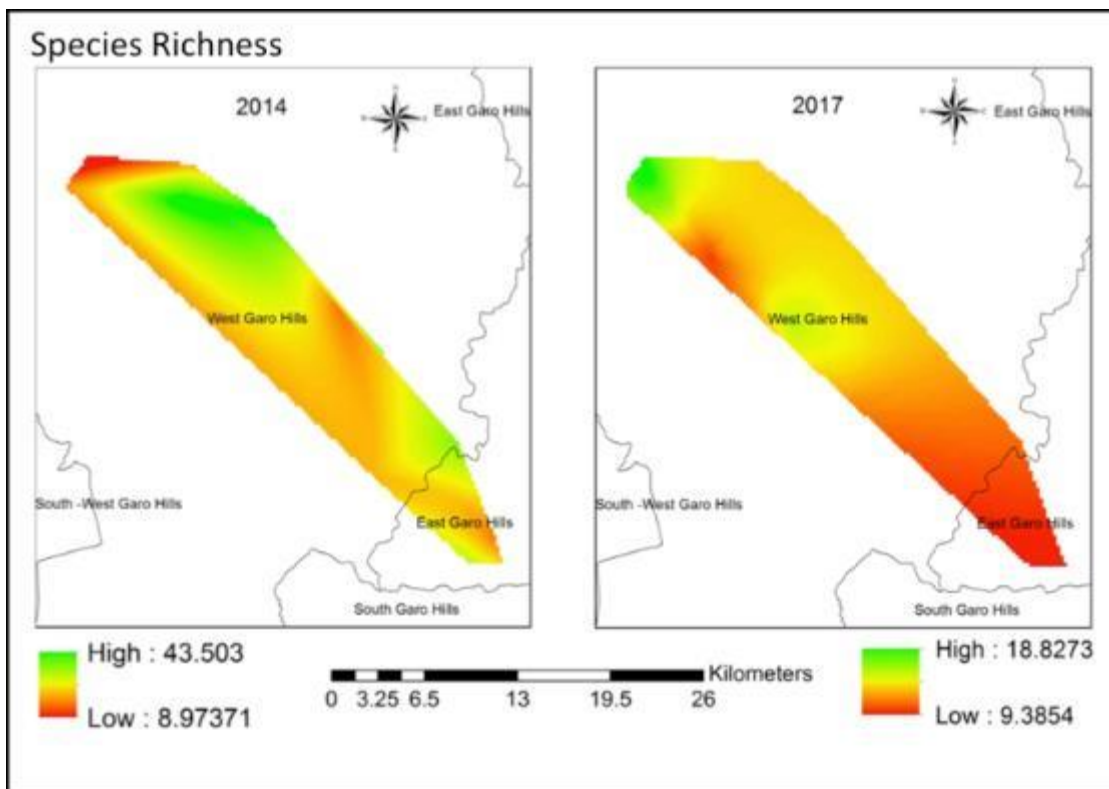 Species Richness
2014
East Garo Hills
West Garo Hills
South -West Garo Hills
East Garo Hills
South Garo Hills
2017
East Garo Hills
West Garo Hills
South -West Garo Hills
East Garo Hills
South Garo Hills
High : 43.503
Low : 8.97371
Kilometers
0 3.25 6.5 13 19.5 26
High : 18.8273
Low : 9.3854